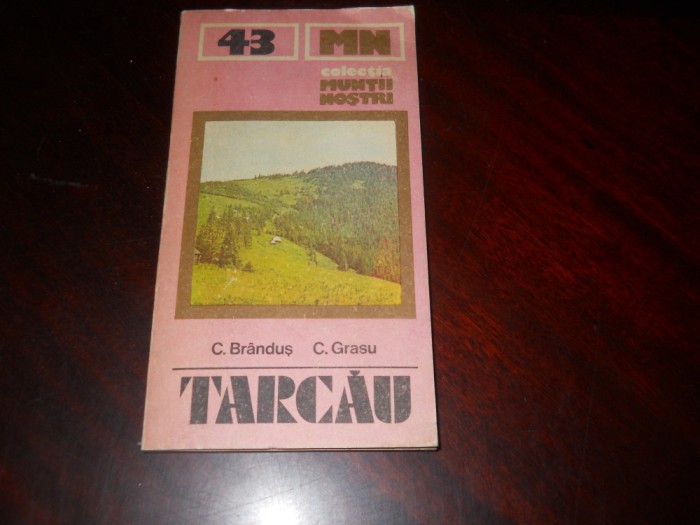 43 MN
colecția
MUNȚII
NOȘTRI
C. Brânduș C. Grasu
TARCĂU